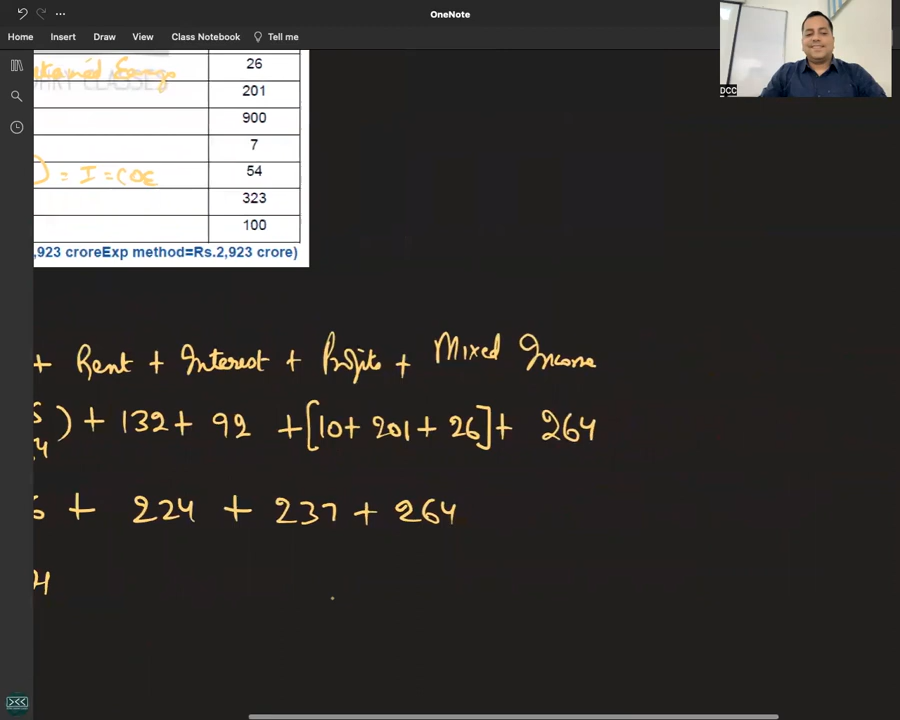 OneNote
Home Insert Draw View Class Notebook Tell me
DCC
26
201
900
7
) = I = COE 54
323
100
,923 croreExp method=Rs.2,923 crore)
+ Rent + Interest + Profits + Mixed Income
) + 132 + 92 + [10 + 201 + 26] + 264
+ 224 + 237 + 264
4